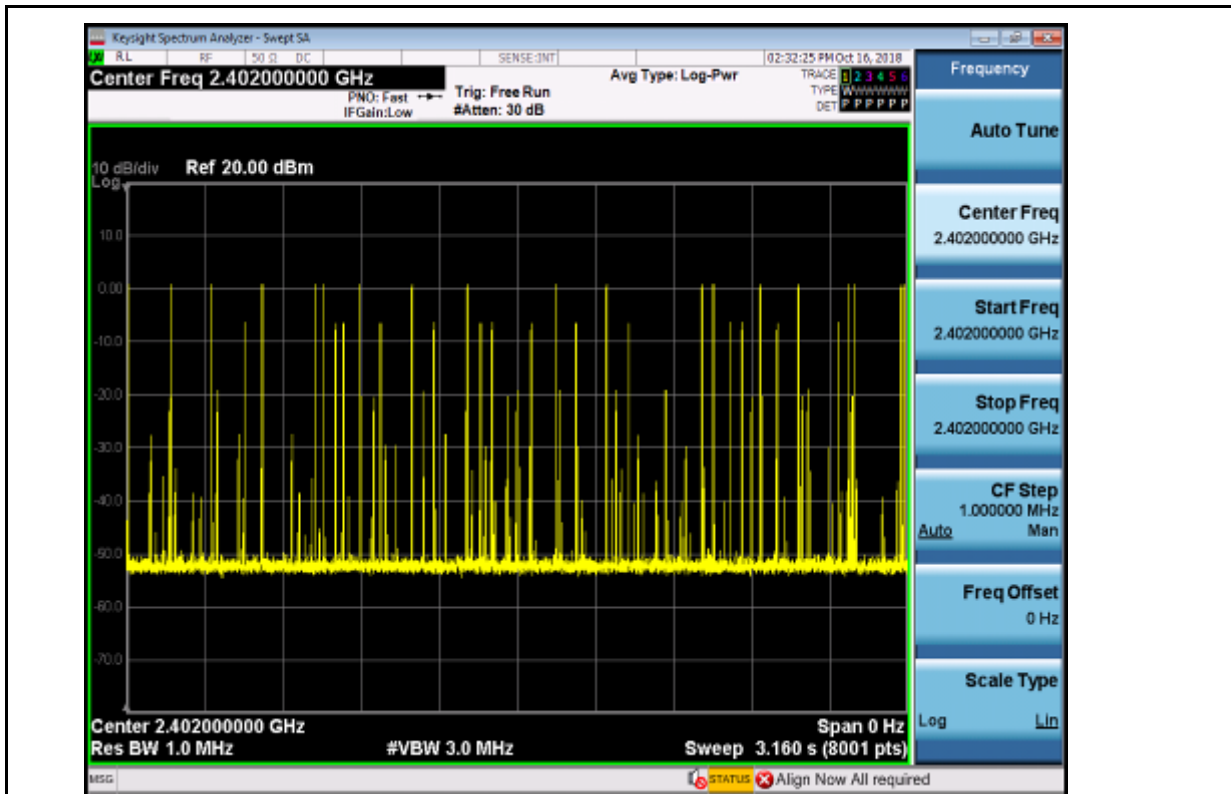 Keysight Spectrum Analyzer - Swept SA
RL RF 50 Ω DC SENSE:INT 02:32:25 PM Oct 16, 2018
Center Freq 2.402000000 GHz Avg Type: Log-Pwr TRACE 1 2 3 4 5 6
PNO: Fast Trig: Free Run TYPE WWWWWWW
IFGain:Low #Atten: 30 dB DET P P P P P P
10 dB/div Ref 20.00 dBm
Log
10.0
0.00
-10.0
-20.0
-30.0
-40.0
-50.0
-60.0
-70.0
Center 2.402000000 GHz Span 0 Hz
Res BW 1.0 MHz #VBW 3.0 MHz Sweep 3.160 s (8001 pts)
MSG STATUS Align Now All required
Frequency
Auto Tune
Center Freq
2.402000000 GHz
Start Freq
2.402000000 GHz
Stop Freq
2.402000000 GHz
CF Step
1.000000 MHz
Auto Man
Freq Offset
0 Hz
Scale Type
Log Lin